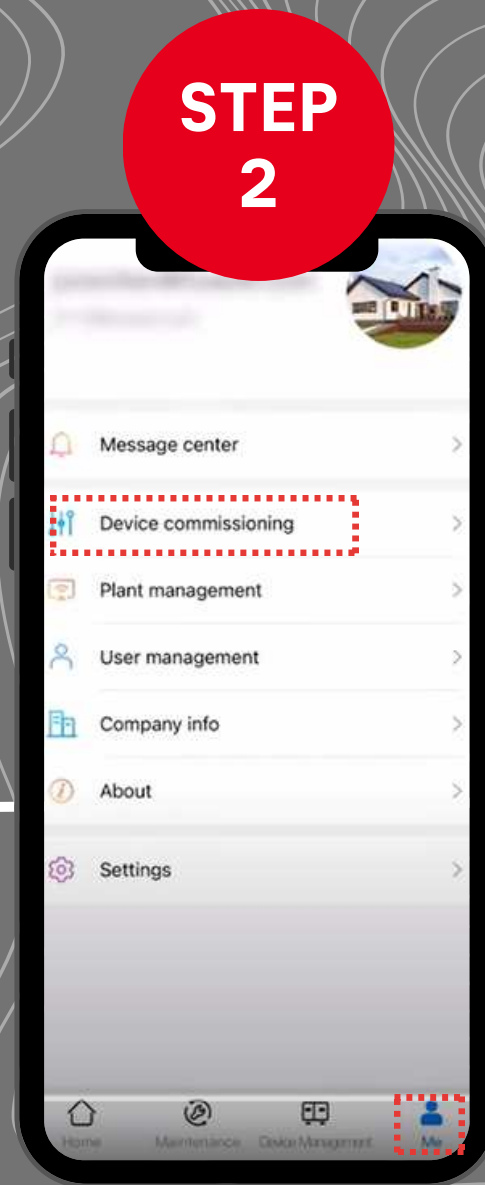 STEP
2
Message center
Device commissioning
Plant management
User management
Company info
About
Settings
Home
Maintenance
Device Management
Me